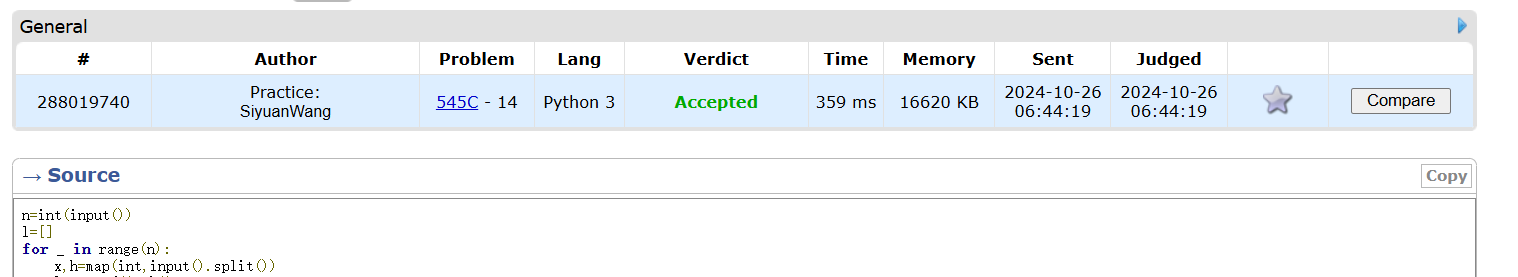 General
# Author Problem Lang Verdict Time Memory Sent Judged
288019740 Practice: SiyuanWang 545C - 14 Python 3 Accepted 359 ms 16620 KB 2024-10-26 06:44:19 2024-10-26 06:44:19 Compare
→ Source Copy
n=int(input())
l=[]
for _ in range(n):
    x,h=map(int,input().split())